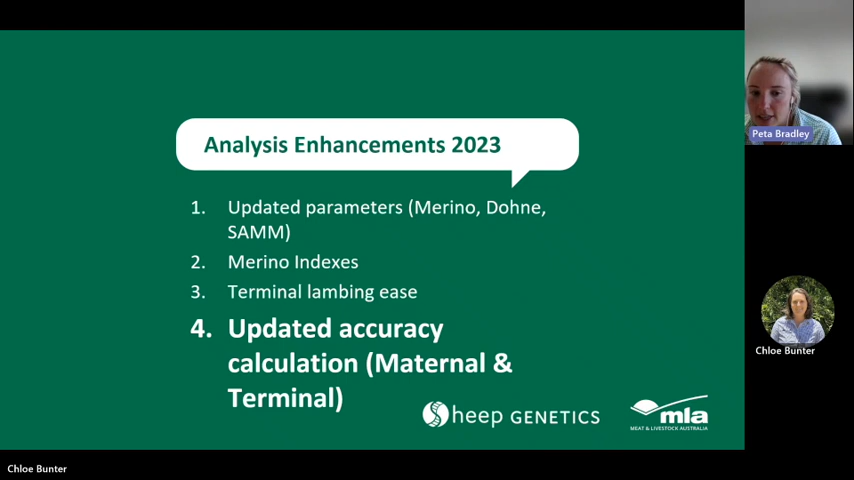 Analysis Enhancements 2023
1. Updated parameters (Merino, Dohne,
SAMM)
2. Merino Indexes
3. Terminal lambing ease
4. Updated accuracy
calculation (Maternal &
Terminal)
Sheep GENETICS
mla
MEAT & LIVESTOCK AUSTRALIA
Peta Bradley
Chloe Bunter
Chloe Bunter